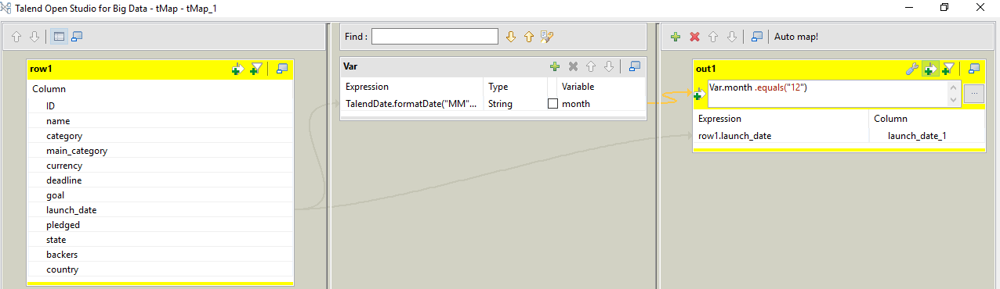 Talend Open Studio for Big Data - tMap - tMap_1
Find :
Auto map!
row1
Column
ID
name
category
main_category
currency
deadline
goal
launch_date
pledged
state
backers
country
Var
Expression Type Variable
TalendDate.formatDate("MM"... String month
out1
Var.month .equals("12")
...
Expression Column
row1.launch_date launch_date_1